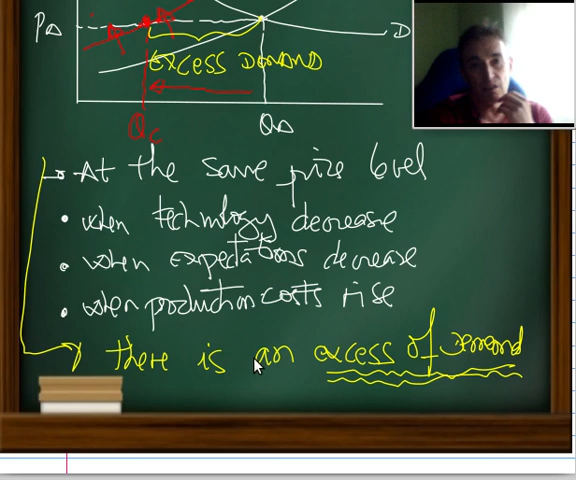 PA
D
EXCESS DEMAND
Qc
QA
At the same prize level
• when technology decrease
• when expectations decrease
• when production costs rise
there is an excess of demand